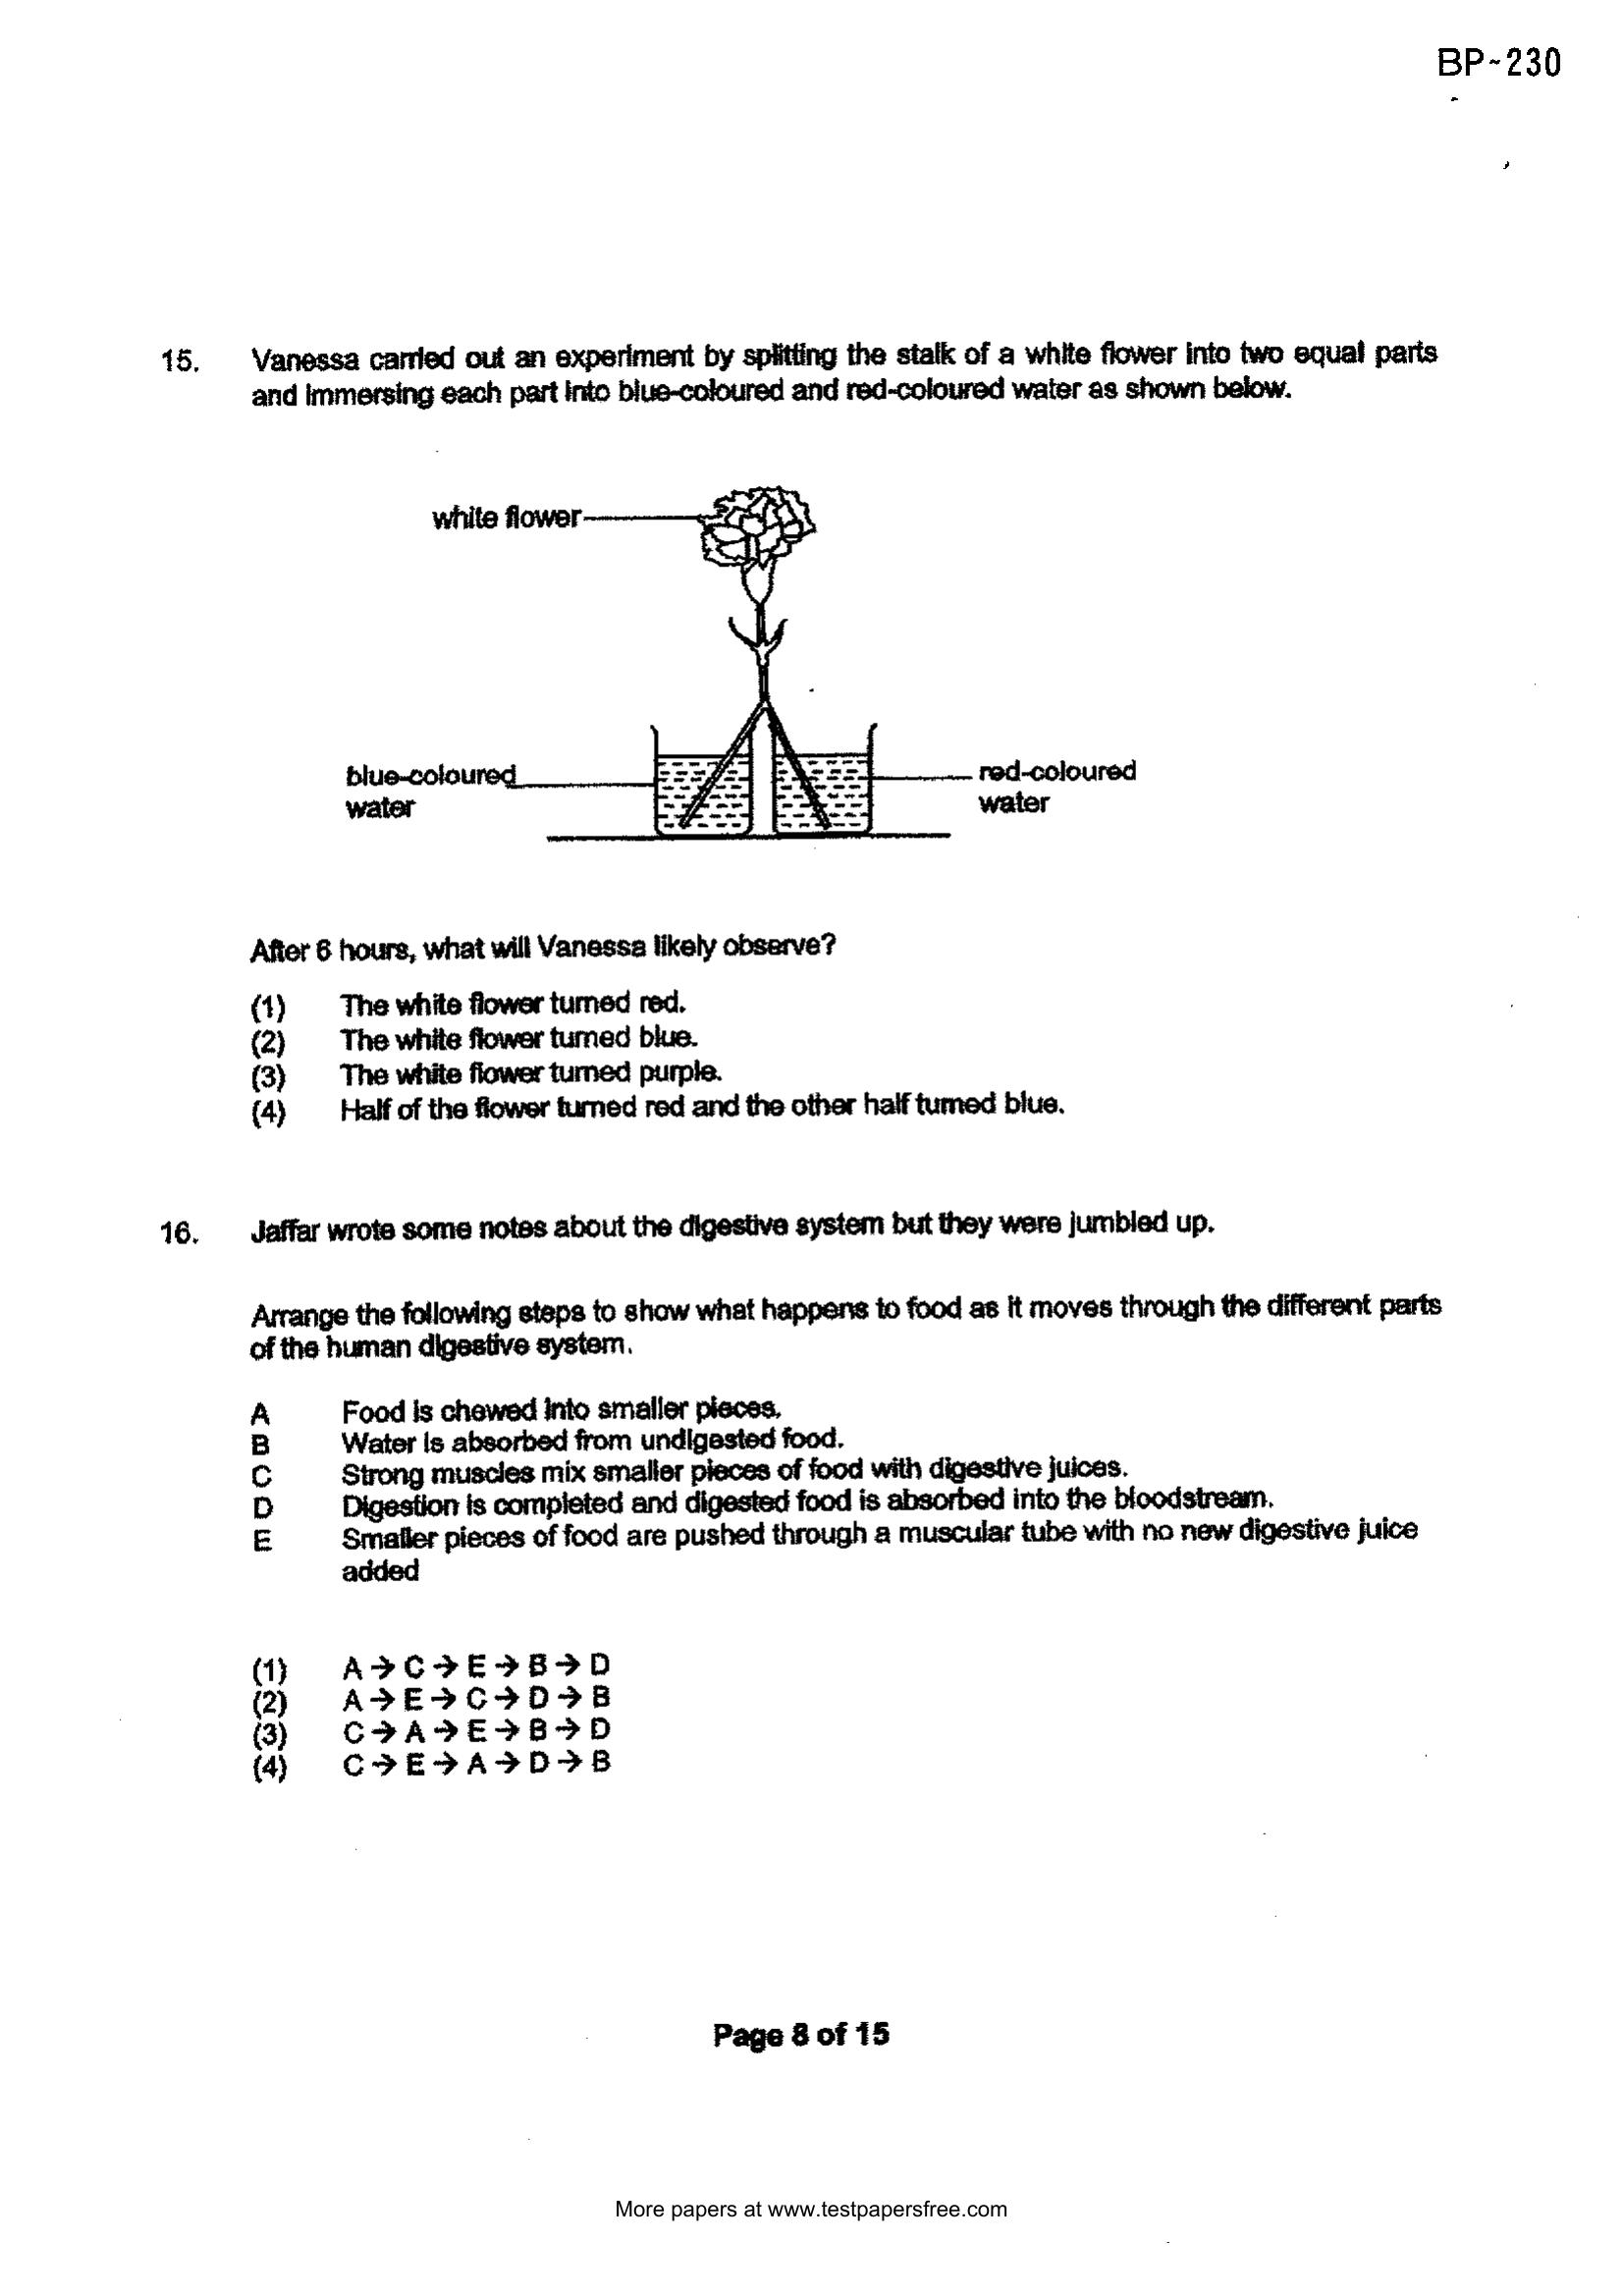 BP~230
15. Vanessa carried out an experiment by splitting the stalk of a white flower into two equal parts
and immersing each part into blue-coloured and red-coloured water as shown below.
white flower
blue-coloured
water
red-coloured
water
After 6 hours, what will Vanessa likely observe?
(1) The white flower turned red.
(2) The white flower turned blue.
(3) The white flower turned purple.
(4) Half of the flower turned red and the other half turned blue.
16. Jaffar wrote some notes about the digestive system but they were jumbled up.
Arrange the following steps to show what happens to food as it moves through the different parts
of the human digestive system.
A Food is chewed into smaller pieces.
B Water is absorbed from undigested food.
C Strong muscles mix smaller pieces of food with digestive juices.
D Digestion is completed and digested food is absorbed into the bloodstream.
E Smaller pieces of food are pushed through a muscular tube with no new digestive juice
added
(1) A → C → E → B → D
(2) A → E → C → D → B
(3) C → A → E → B → D
(4) C → E → A → D → B
Page 8 of 15
More papers at www.testpapersfree.com